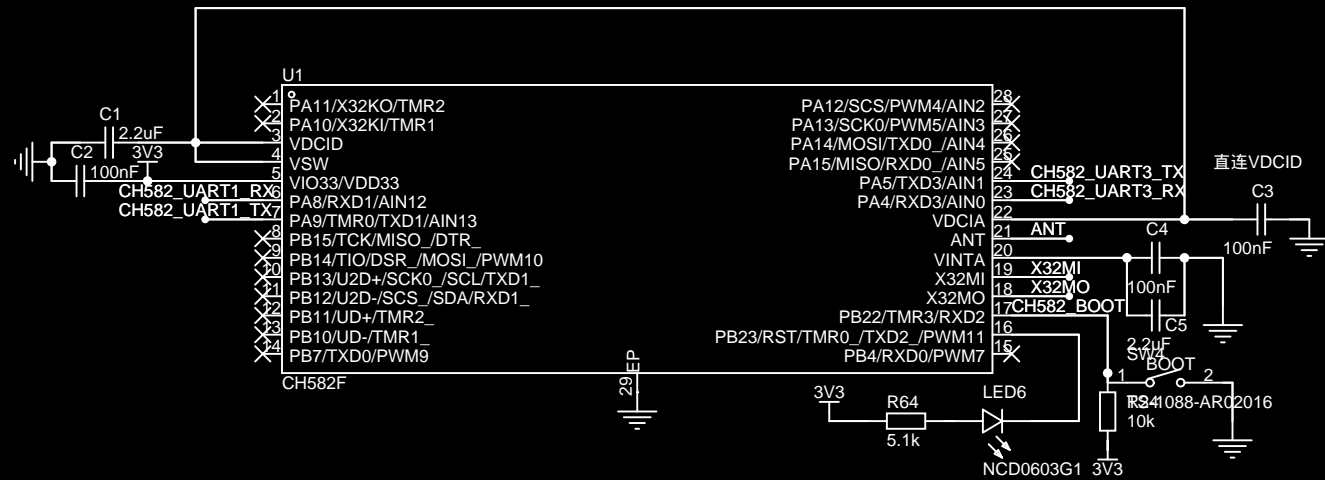 U1
1 PA11/X32KO/TMR2
2 PA10/X32KI/TMR1
3 VDCID
4 VSW
5 VIO33/VDD33
6 PA8/RXD1/AIN12
7 PA9/TMR0/TXD1/AIN13
8 PB15/TCK/MISO_/DTR_
9 PB14/TIO/DSR_/MOSI_/PWM10
10 PB13/U2D+/SCK0_/SCL/TXD1_
11 PB12/U2D-/SCS_/SDA/RXD1_
12 PB11/UD+/TMR2_
13 PB10/UD-/TMR1_
14 PB7/TXD0/PWM9
CH582F
C1
2.2uF
C2
3V3
100nF
CH582_UART1_RX
CH582_UART1_TX
PA12/SCS/PWM4/AIN2 28
PA13/SCK0/PWM5/AIN3 27
PA14/MOSI/TXD0_/AIN4 26
PA15/MISO/RXD0_/AIN5 25
PA5/TXD3/AIN1 24
PA4/RXD3/AIN0 23
VDCIA 22
ANT 21
VINTA 20
X32MI 19
X32MO 18
PB22/TMR3/RXD2 17
PB23/RST/TMR0_/TXD2_/PWM11 16
PB4/RXD0/PWM7 15
29 EP
CH582_UART3_TX
CH582_UART3_RX
ANT
X32MI
X32MO
CH582_BOOT
直连VDCID
C3
100nF
C4
100nF
C5
2.2uF
SW4
BOOT
1
2
TS-1088-AR02016
R24
10k
3V3
3V3
R64
5.1k
LED6
NCD0603G1